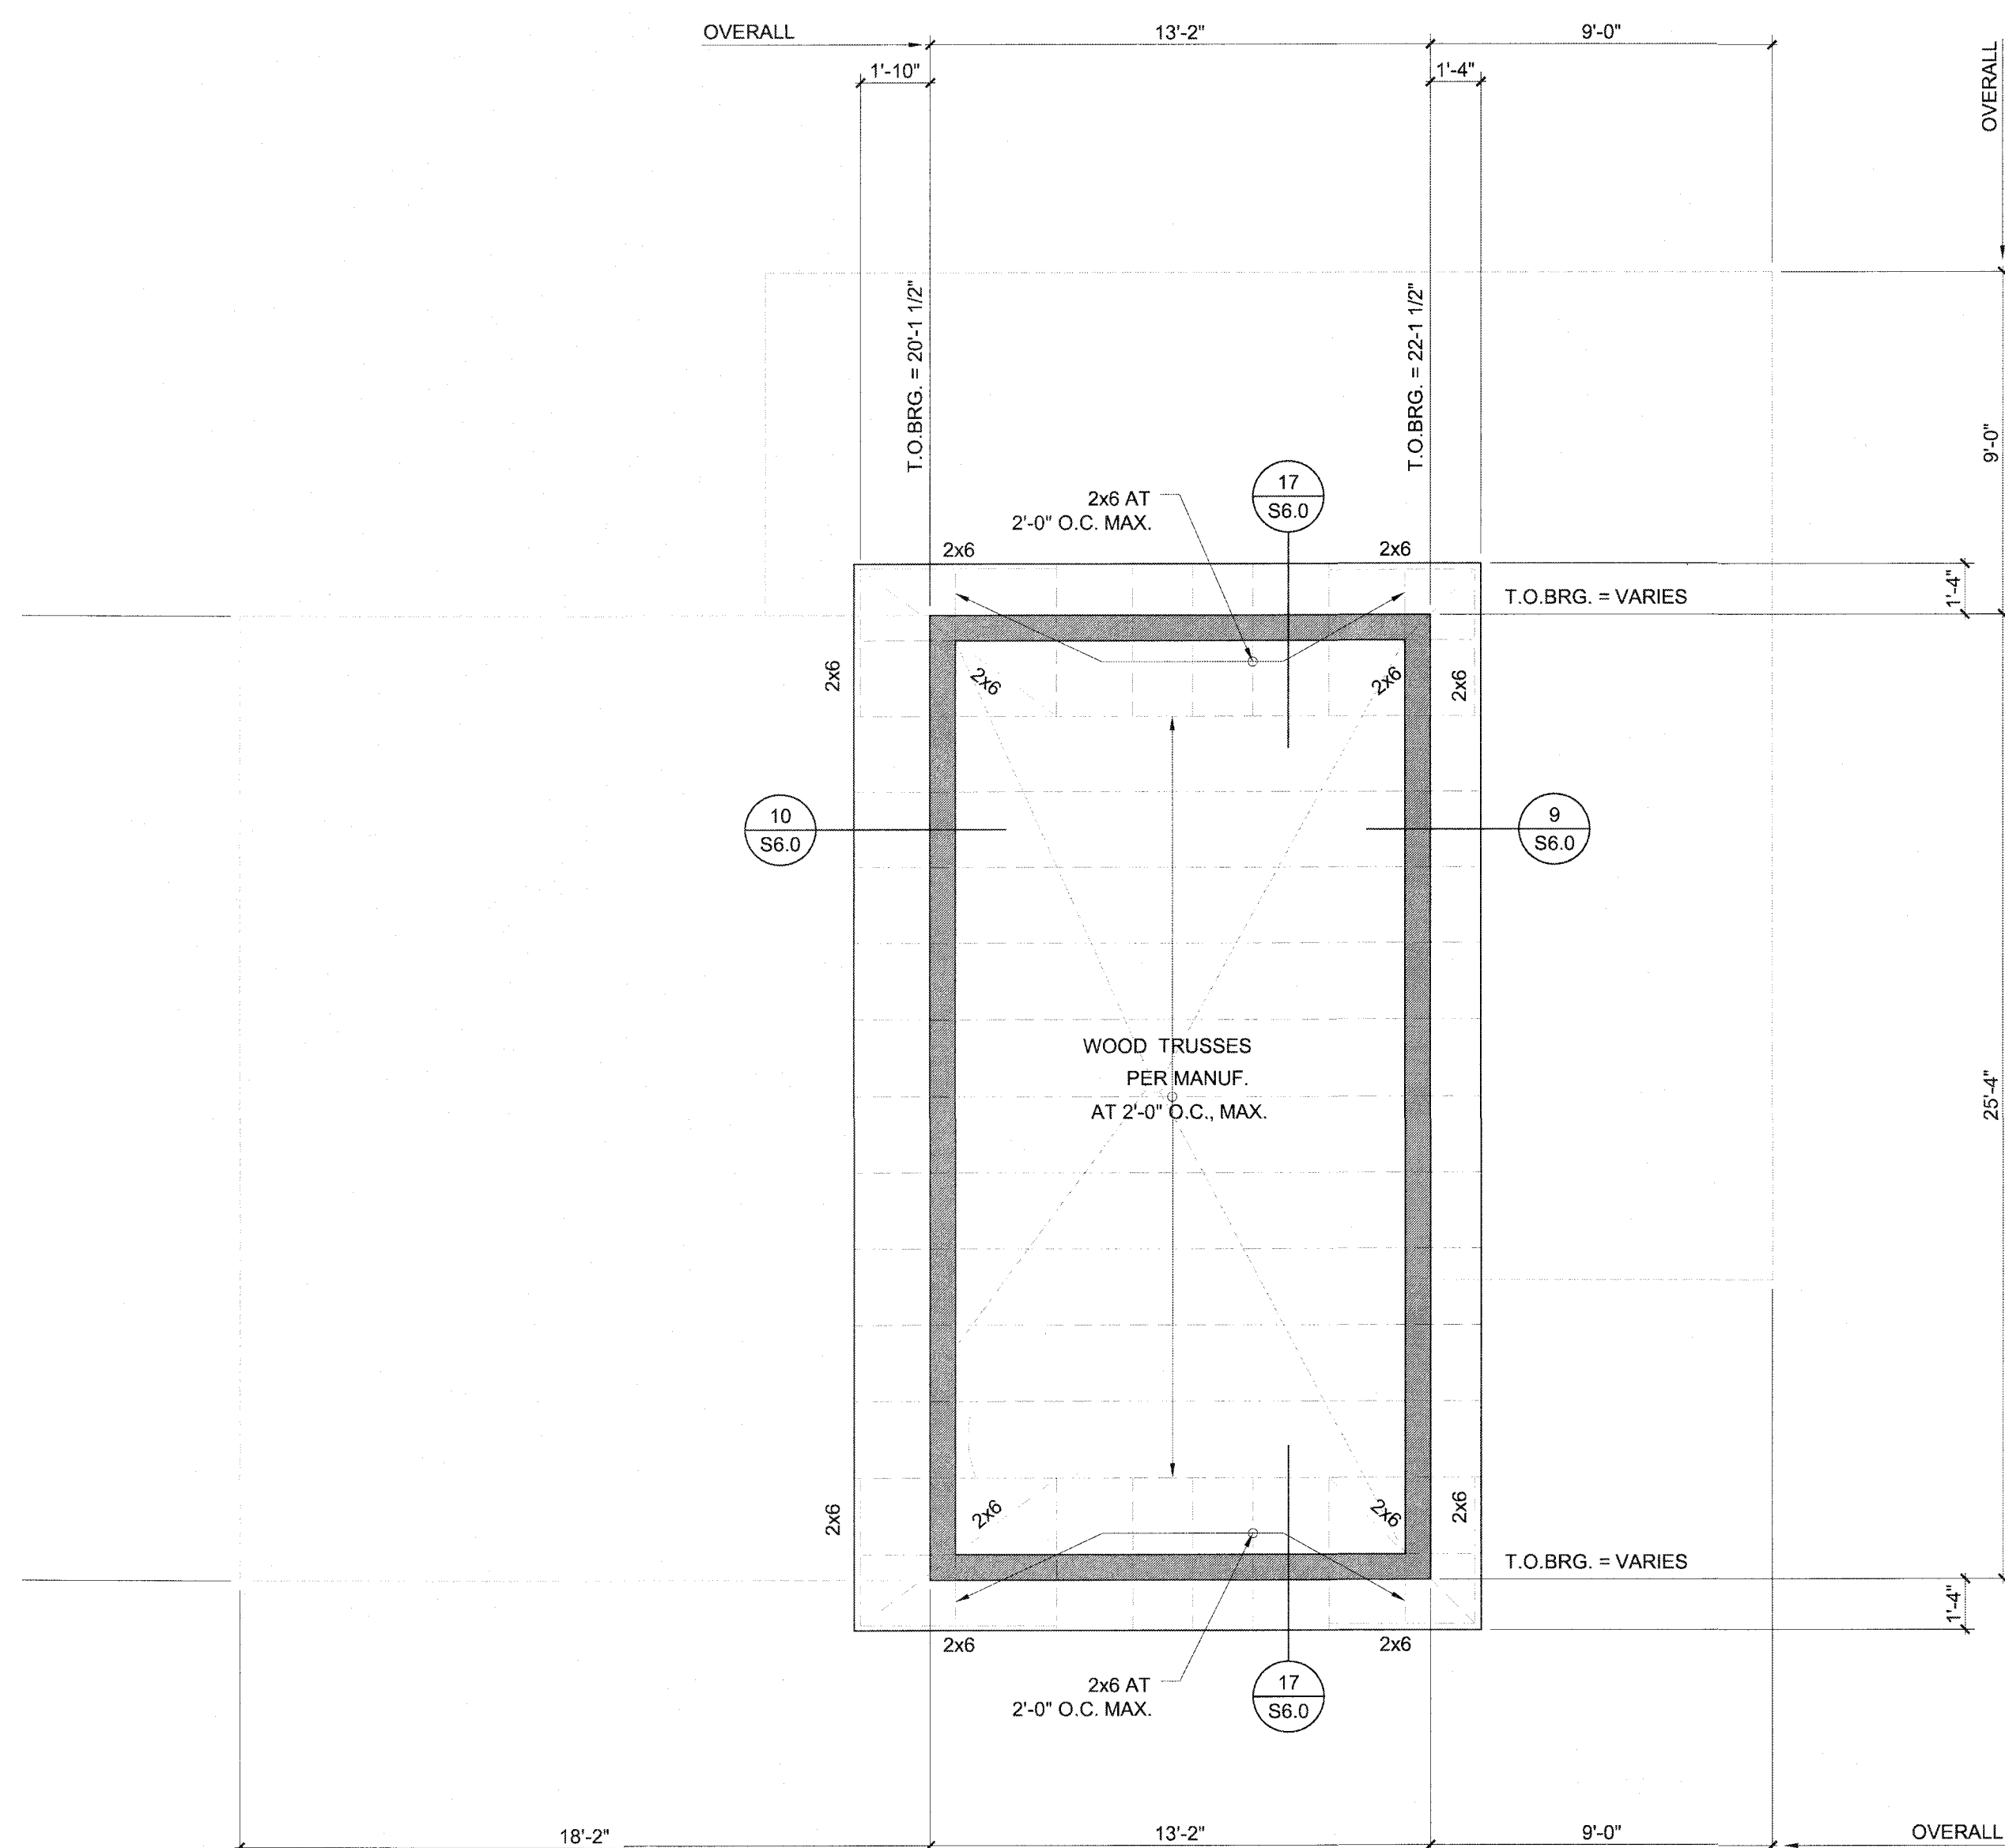 OVERALL
13'-2"
9'-0"
1'-10"
1'-4"
OVERALL
T.O.BRG. = 20'-1 1/2"
T.O.BRG. = 22-1 1/2"
9'-0"
17
S6.0
2x6 AT
2'-0" O.C. MAX.
2x6
2x6
T.O.BRG. = VARIES
1'-4"
2x6
2x6
2x6
2x6
10
S6.0
9
S6.0
WOOD TRUSSES
PER MANUF.
AT 2'-0" O.C., MAX.
25'-4"
2x6
2x6
2x6
2x6
T.O.BRG. = VARIES
1'-4"
2x6
2x6
2x6 AT
2'-0" O.C. MAX.
17
S6.0
18'-2"
13'-2"
9'-0"
OVERALL